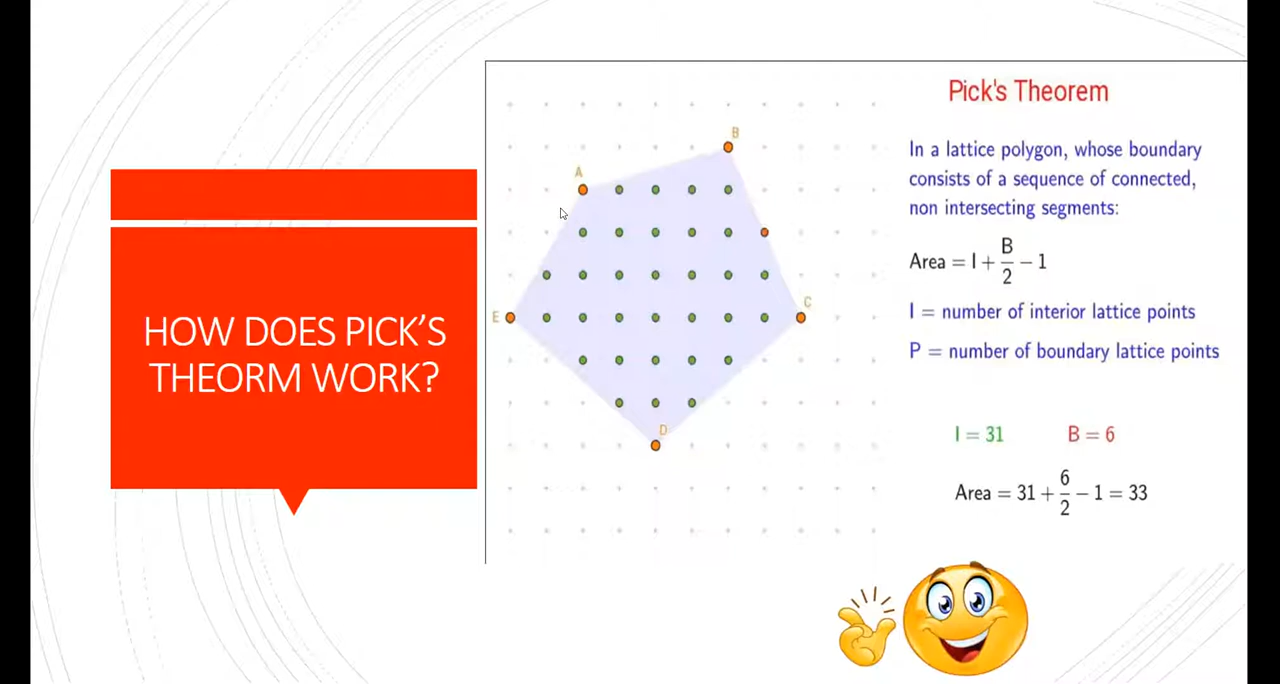 HOW DOES PICK'S
THEORM WORK?
A
B
C
D
E
Pick's Theorem
In a lattice polygon, whose boundary
consists of a sequence of connected,
non intersecting segments:
Area = I + B/2 − 1
I = number of interior lattice points
P = number of boundary lattice points
I = 31 B = 6
Area = 31 + 6/2 − 1 = 33